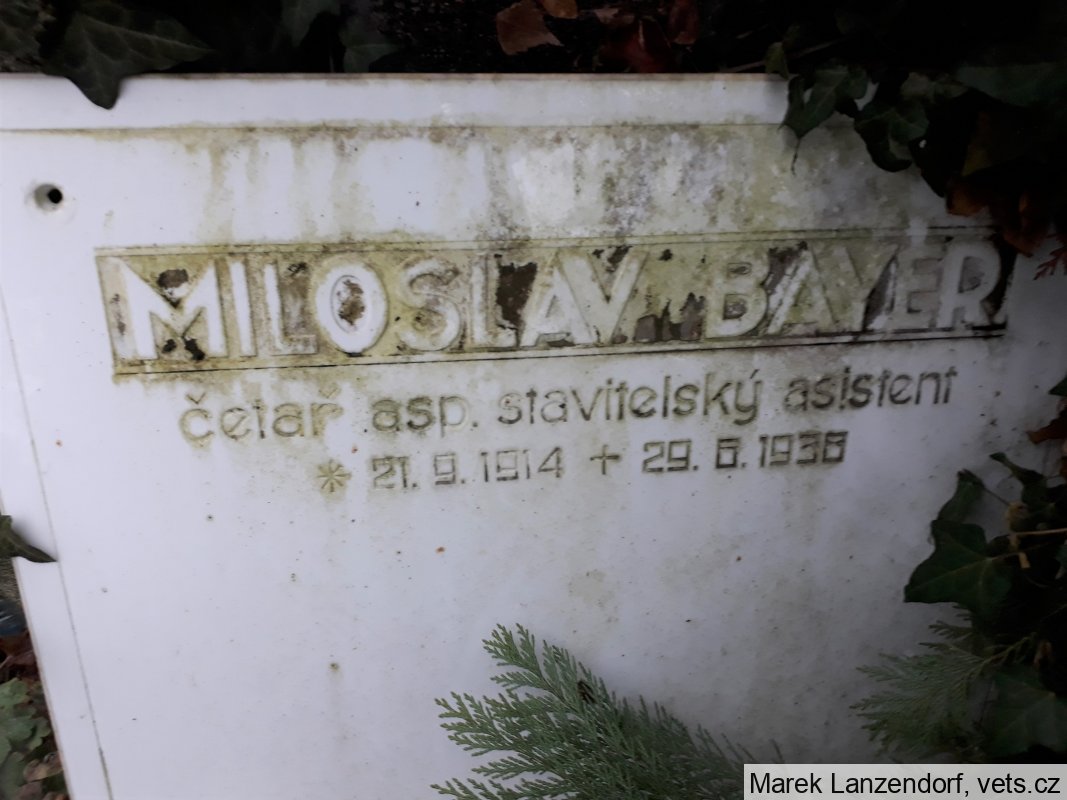 MILOSLAV BAYER
četař asp. stavitelský asistent
* 21. 9. 1914 + 29. 6. 1938
Marek Lanzendorf, vets.cz